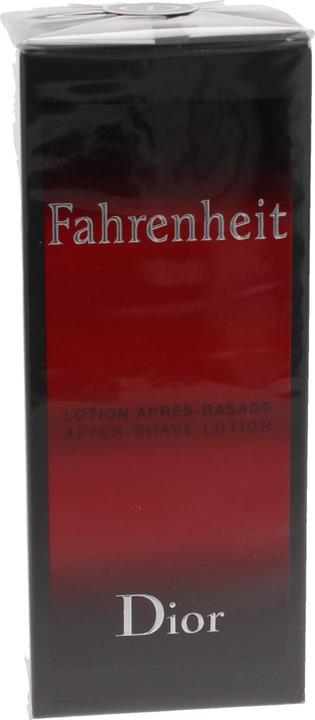 Fahrenheit
LOTION APRÈS-RASAGE
AFTER-SHAVE LOTION
Dior